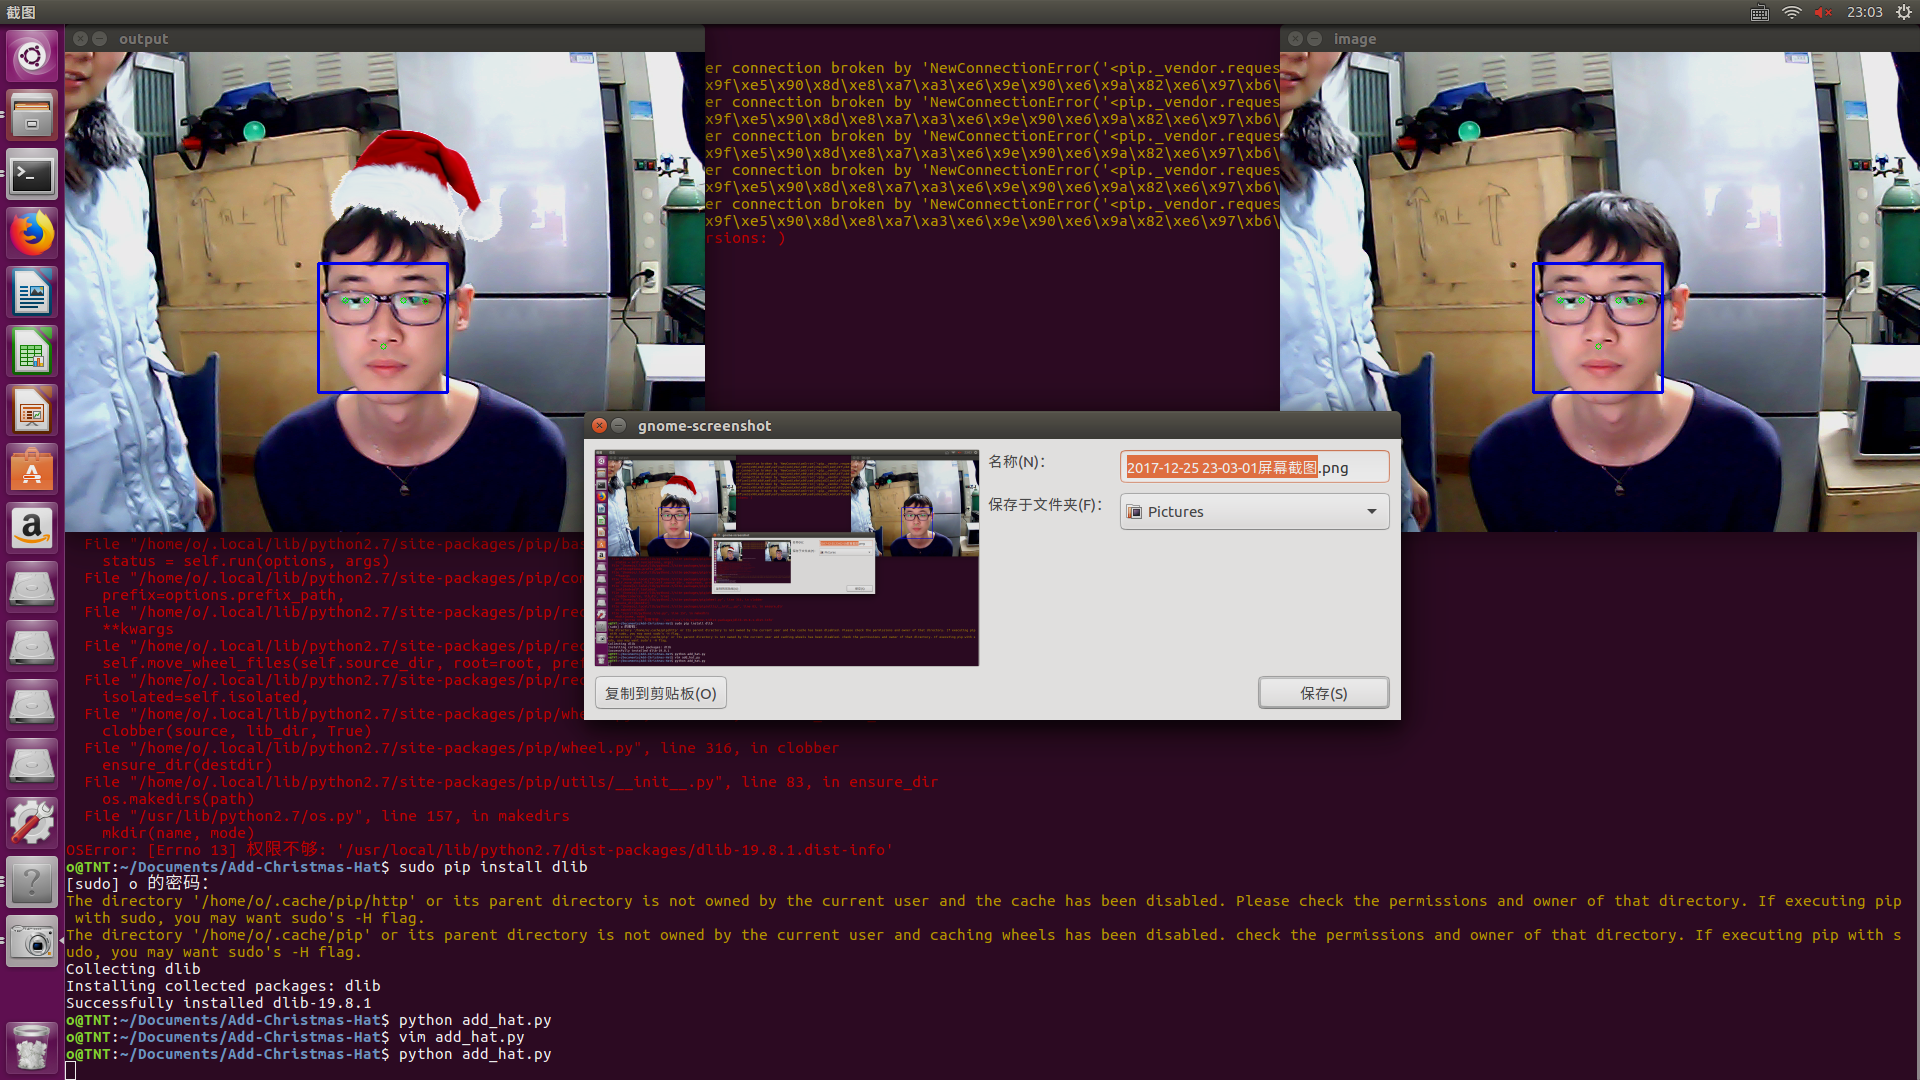 截图
23:03
output
image
er connection broken by 'NewConnectionError('<pip._vendor.reques
x9f\xe5\x90\x8d\xe8\xa7\xa3\xe6\x9e\x90\xe6\x9a\x82\xe6\x97\xb6\
er connection broken by 'NewConnectionError('<pip._vendor.reques
x9f\xe5\x90\x8d\xe8\xa7\xa3\xe6\x9e\x90\xe6\x9a\x82\xe6\x97\xb6\
er connection broken by 'NewConnectionError('<pip._vendor.reques
x9f\xe5\x90\x8d\xe8\xa7\xa3\xe6\x9e\x90\xe6\x9a\x82\xe6\x97\xb6\
er connection broken by 'NewConnectionError('<pip._vendor.reques
x9f\xe5\x90\x8d\xe8\xa7\xa3\xe6\x9e\x90\xe6\x9a\x82\xe6\x97\xb6\
er connection broken by 'NewConnectionError('<pip._vendor.reques
x9f\xe5\x90\x8d\xe8\xa7\xa3\xe6\x9e\x90\xe6\x9a\x82\xe6\x97\xb6\
rsions: )
gnome-screenshot
名称(N)：
2017-12-25 23-03-01屏幕截图.png
保存于文件夹(F)：
Pictures
复制到剪贴板(O)
保存(S)
File "/home/o/.local/lib/python2.7/site-packages/pip/bas
status = self.run(options, args)
File "/home/o/.local/lib/python2.7/site-packages/pip/com
prefix=options.prefix_path,
File "/home/o/.local/lib/python2.7/site-packages/pip/req
**kwargs
File "/home/o/.local/lib/python2.7/site-packages/pip/req
self.move_wheel_files(self.source_dir, root=root, pref
File "/home/o/.local/lib/python2.7/site-packages/pip/req
isolated=self.isolated,
File "/home/o/.local/lib/python2.7/site-packages/pip/whe
clobber(source, lib_dir, True)
File "/home/o/.local/lib/python2.7/site-packages/pip/wheel.py", line 316, in clobber
ensure_dir(destdir)
File "/home/o/.local/lib/python2.7/site-packages/pip/utils/__init__.py", line 83, in ensure_dir
os.makedirs(path)
File "/usr/lib/python2.7/os.py", line 157, in makedirs
mkdir(name, mode)
OSError: [Errno 13] 权限不够: '/usr/local/lib/python2.7/dist-packages/dlib-19.8.1.dist-info'
o@TNT:~/Documents/Add-Christmas-Hat$ sudo pip install dlib
[sudo] o 的密码：
The directory '/home/o/.cache/pip/http' or its parent directory is not owned by the current user and the cache has been disabled. Please check the permissions and owner of that directory. If executing pip
with sudo, you may want sudo's -H flag.
The directory '/home/o/.cache/pip' or its parent directory is not owned by the current user and caching wheels has been disabled. check the permissions and owner of that directory. If executing pip with s
udo, you may want sudo's -H flag.
Collecting dlib
Installing collected packages: dlib
Successfully installed dlib-19.8.1
o@TNT:~/Documents/Add-Christmas-Hat$ python add_hat.py
o@TNT:~/Documents/Add-Christmas-Hat$ vim add_hat.py
o@TNT:~/Documents/Add-Christmas-Hat$ python add_hat.py